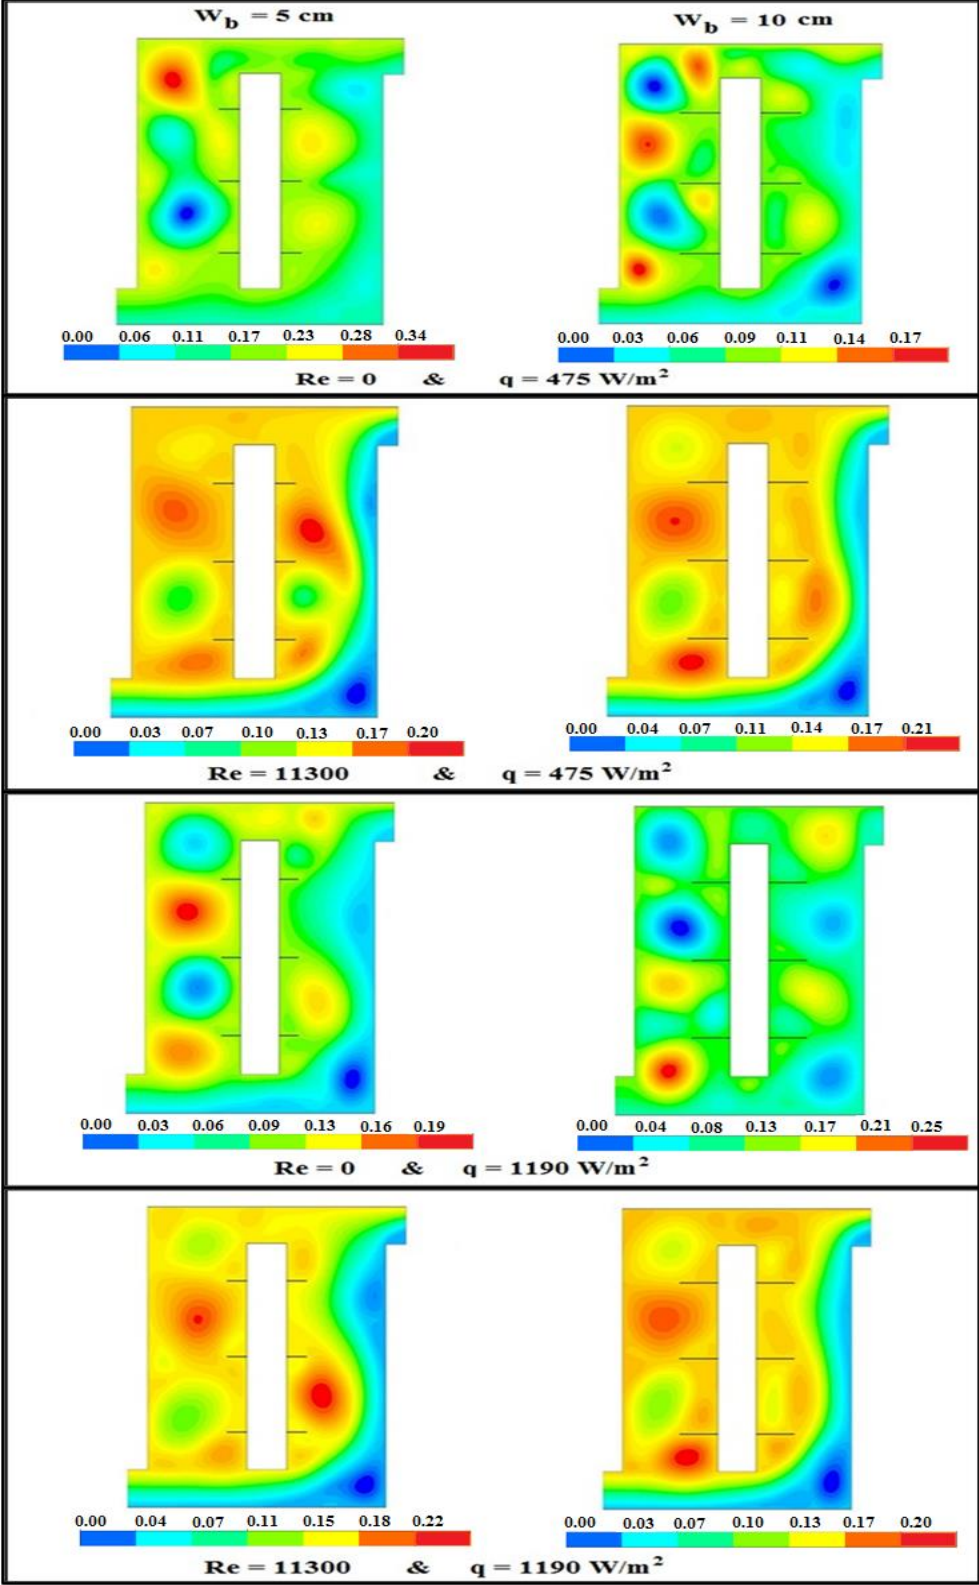 W_b = 5 cm W_b = 10 cm
0.00 0.06 0.11 0.17 0.23 0.28 0.34 0.00 0.03 0.06 0.09 0.11 0.14 0.17
Re = 0 & q = 475 W/m²
0.00 0.03 0.07 0.10 0.13 0.17 0.20 0.00 0.04 0.07 0.11 0.14 0.17 0.21
Re = 11300 & q = 475 W/m²
0.00 0.03 0.06 0.09 0.13 0.16 0.19 0.00 0.04 0.08 0.13 0.17 0.21 0.25
Re = 0 & q = 1190 W/m²
0.00 0.04 0.07 0.11 0.15 0.18 0.22 0.00 0.03 0.07 0.10 0.13 0.17 0.20
Re = 11300 & q = 1190 W/m²